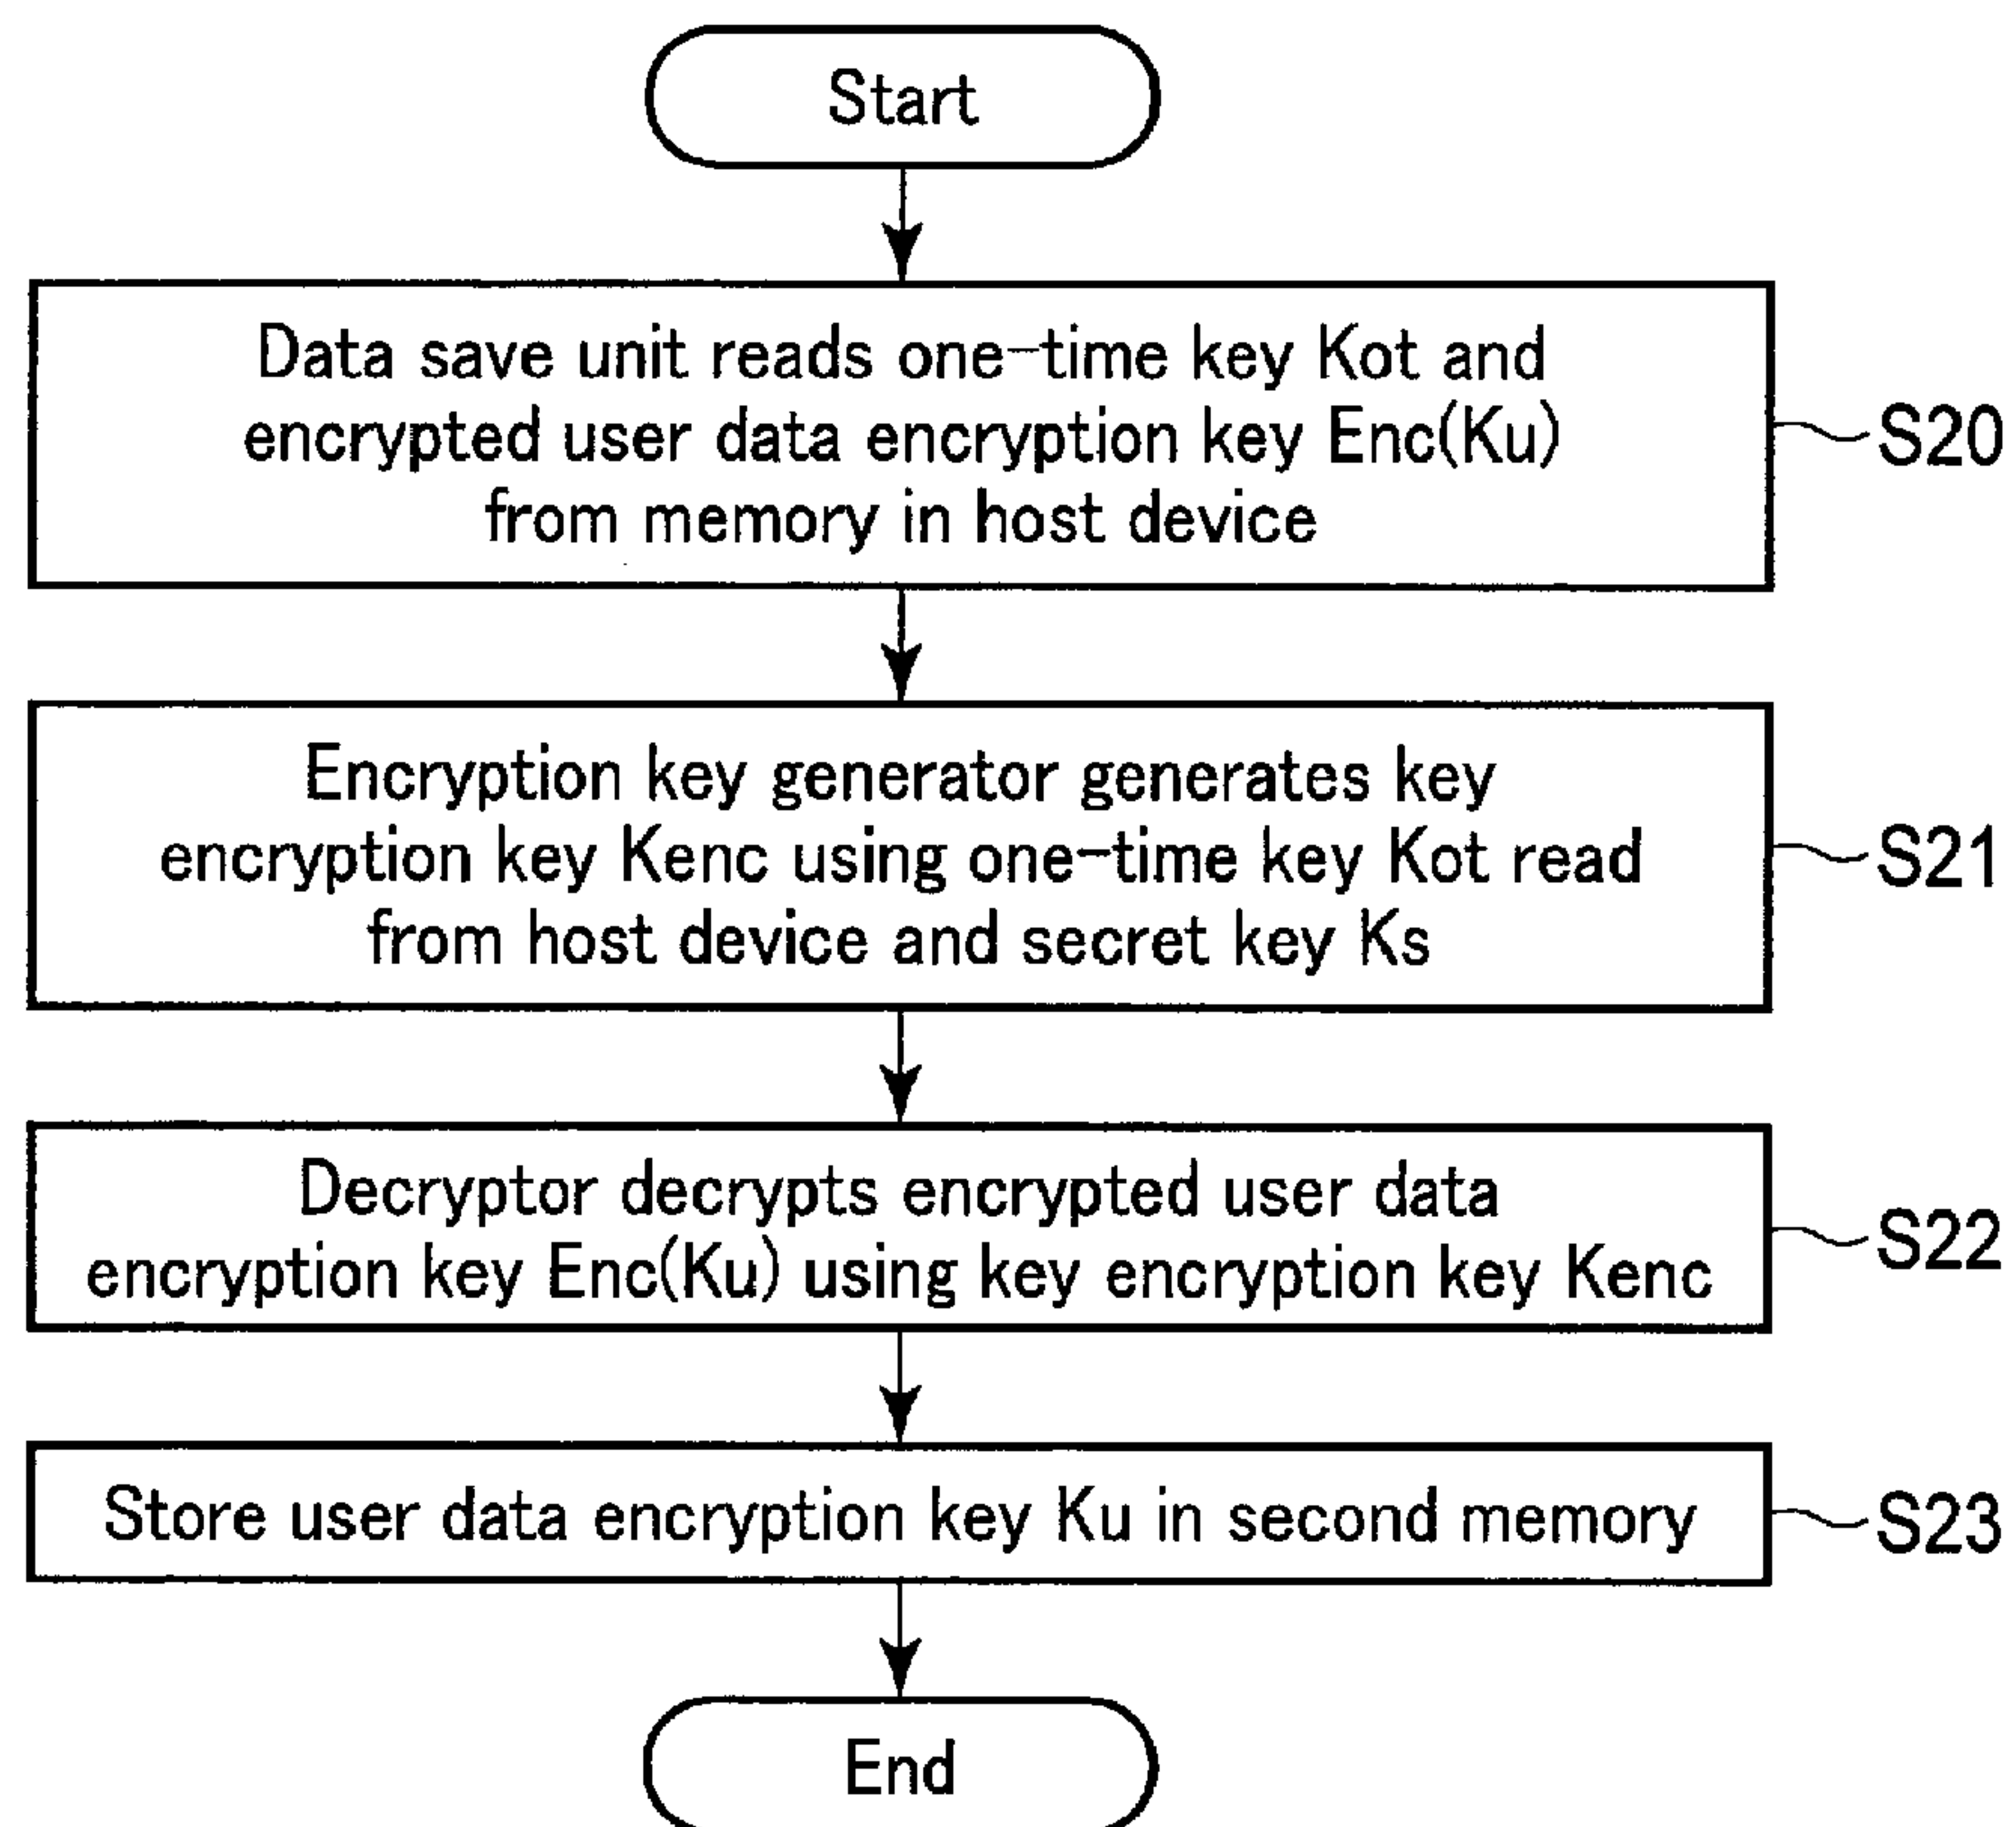 Start
Data save unit reads one-time key Kot and
encrypted user data encryption key Enc(Ku)
from memory in host device
S20
Encryption key generator generates key
encryption key Kenc using one-time key Kot read
from host device and secret key Ks
S21
Decryptor decrypts encrypted user data
encryption key Enc(Ku) using key encryption key Kenc
S22
Store user data encryption key Ku in second memory
S23
End